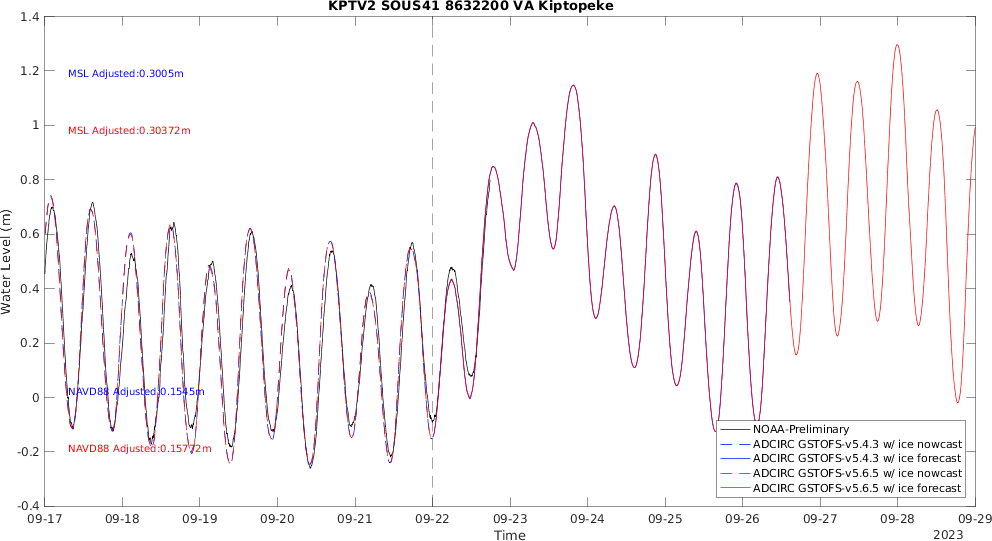 KPTV2 SOUS41 8632200 VA Kiptopeke
1.4
1.2
1
0.8
0.6
0.4
0.2
0
-0.2
-0.4
Water Level (m)
MSL Adjusted:0.3005m
MSL Adjusted:0.30372m
NAVD88 Adjusted:0.1545m
NAVD88 Adjusted:0.15772m
NOAA-Preliminary
ADCIRC GSTOFS-v5.4.3 w/ ice nowcast
ADCIRC GSTOFS-v5.4.3 w/ ice forecast
ADCIRC GSTOFS-v5.6.5 w/ ice nowcast
ADCIRC GSTOFS-v5.6.5 w/ ice forecast
09-17 09-18 09-19 09-20 09-21 09-22 09-23 09-24 09-25 09-26 09-27 09-28 09-29
Time
2023